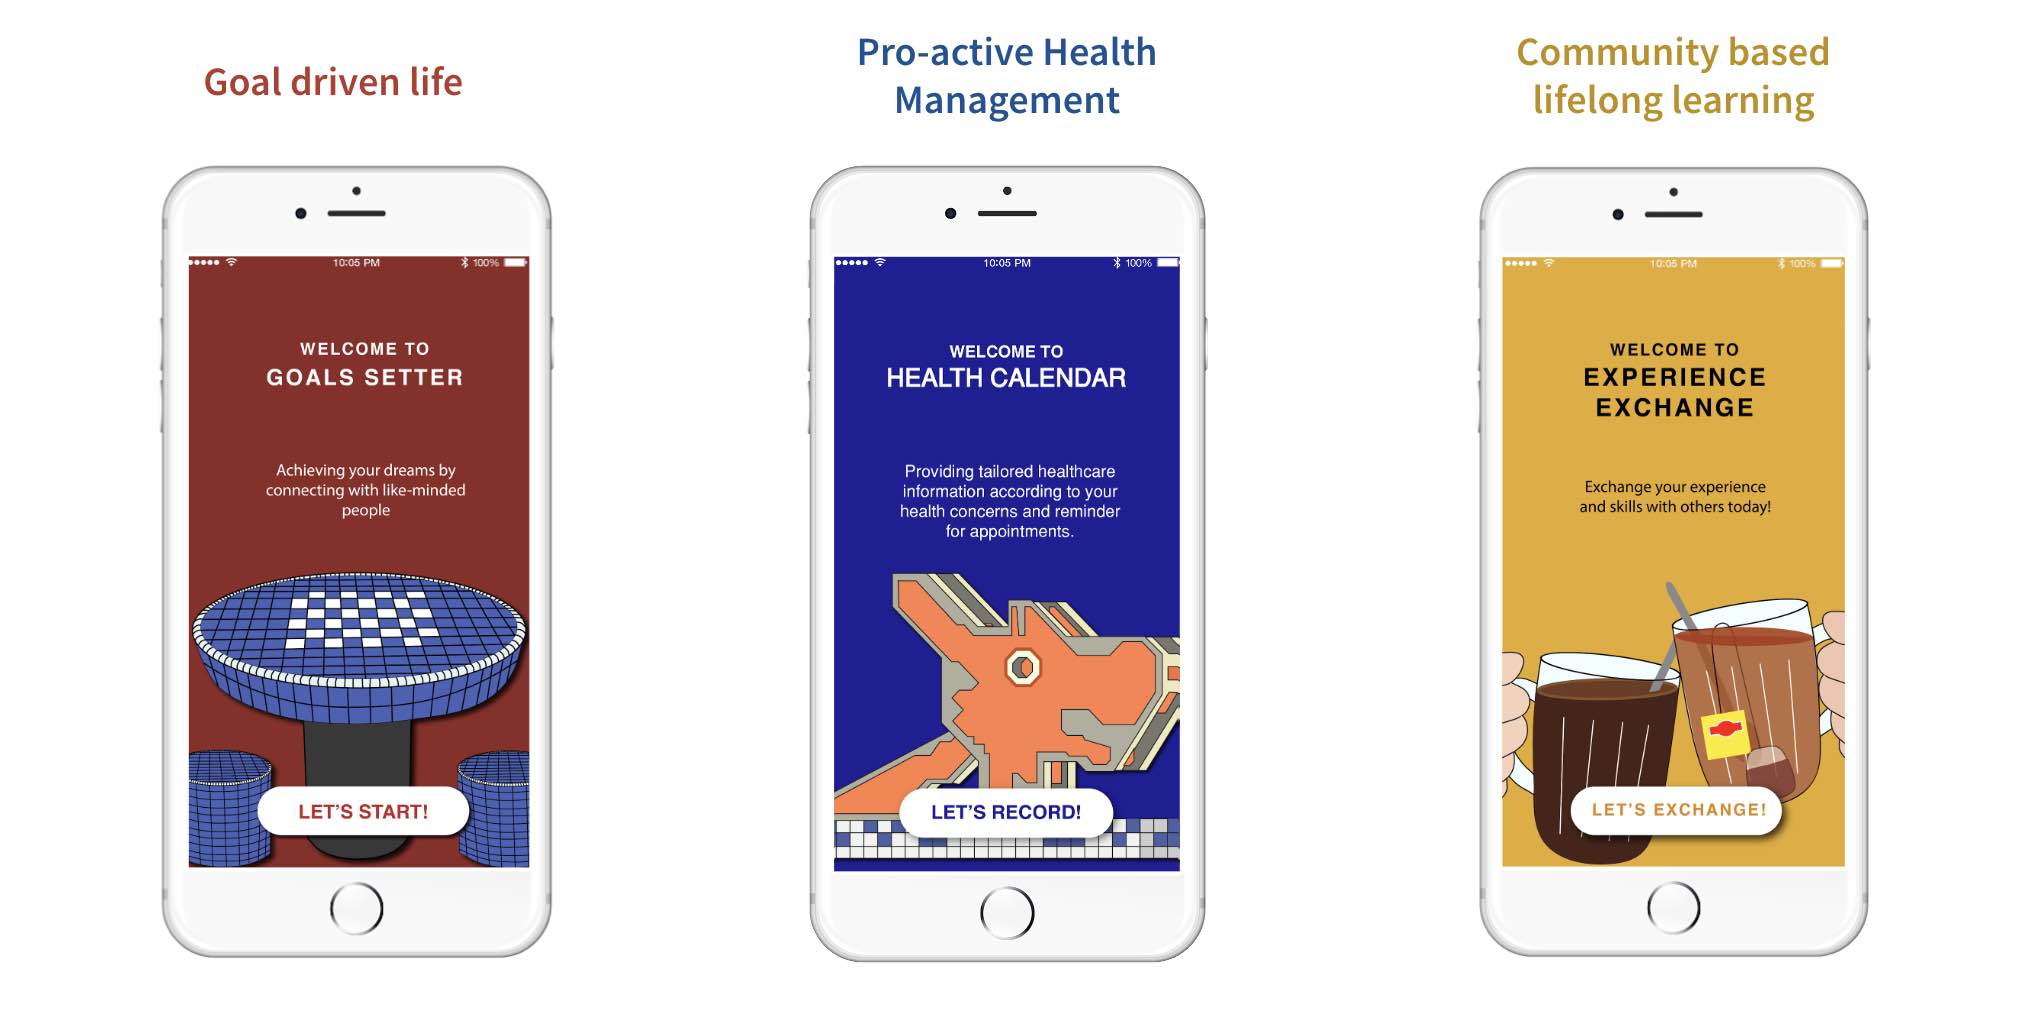 Goal driven life
Pro-active Health
Management
Community based
lifelong learning
10:05 PM
100%
WELCOME TO
GOALS SETTER
Achieving your dreams by
connecting with like-minded
people
LET'S START!
10:05 PM
100%
WELCOME TO
HEALTH CALENDAR
Providing tailored healthcare
information according to your
health concerns and reminder
for appointments.
LET'S RECORD!
10:05 PM
100%
WELCOME TO
EXPERIENCE
EXCHANGE
Exchange your experience
and skills with others today!
LET'S EXCHANGE!